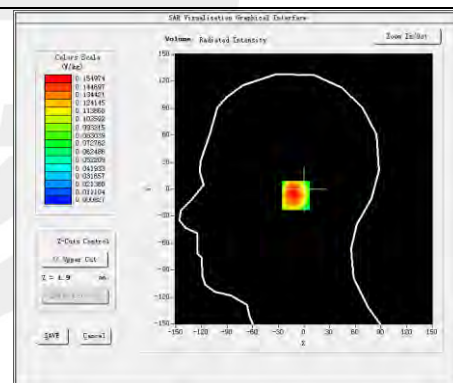 SAR Visualisation Graphical Interface
Colors Scale
(W/kg)
0.154974
0.144697
0.134421
0.124145
0.113868
0.103592
0.093315
0.083039
0.072762
0.062486
0.052209
0.041933
0.031657
0.021380
0.011104
0.000827
Z-Cuts Control
Upper Cut
Z = 4.9 mm
SAVE Cancel
Volume Radiated Intensity
Zoom In/Out
150
120
90
60
30
0
-30
-60
-90
-120
-150
Y
-150 -120 -90 -60 -30 0 30 60 90 120 150
X